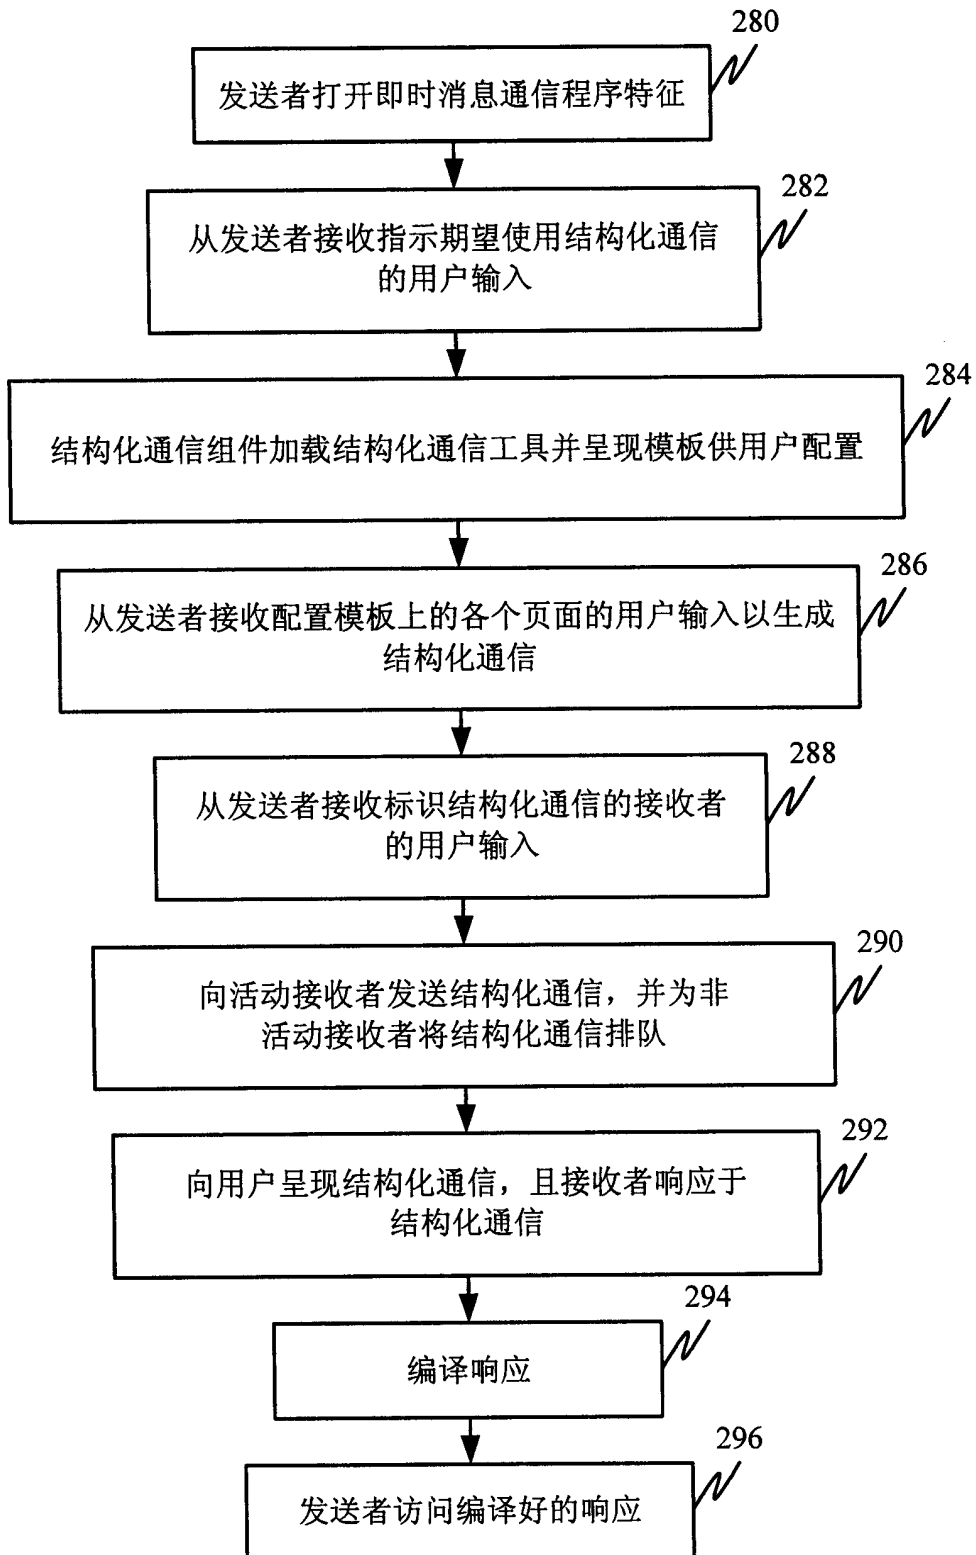 280
发送者打开即时消息通信程序特征
282
从发送者接收指示期望使用结构化通信
的用户输入
284
结构化通信组件加载结构化通信工具并呈现模板供用户配置
286
从发送者接收配置模板上的各个页面的用户输入以生成
结构化通信
288
从发送者接收标识结构化通信的接收者
的用户输入
290
向活动接收者发送结构化通信，并为非
活动接收者将结构化通信排队
292
向用户呈现结构化通信，且接收者响应于
结构化通信
294
编译响应
296
发送者访问编译好的响应